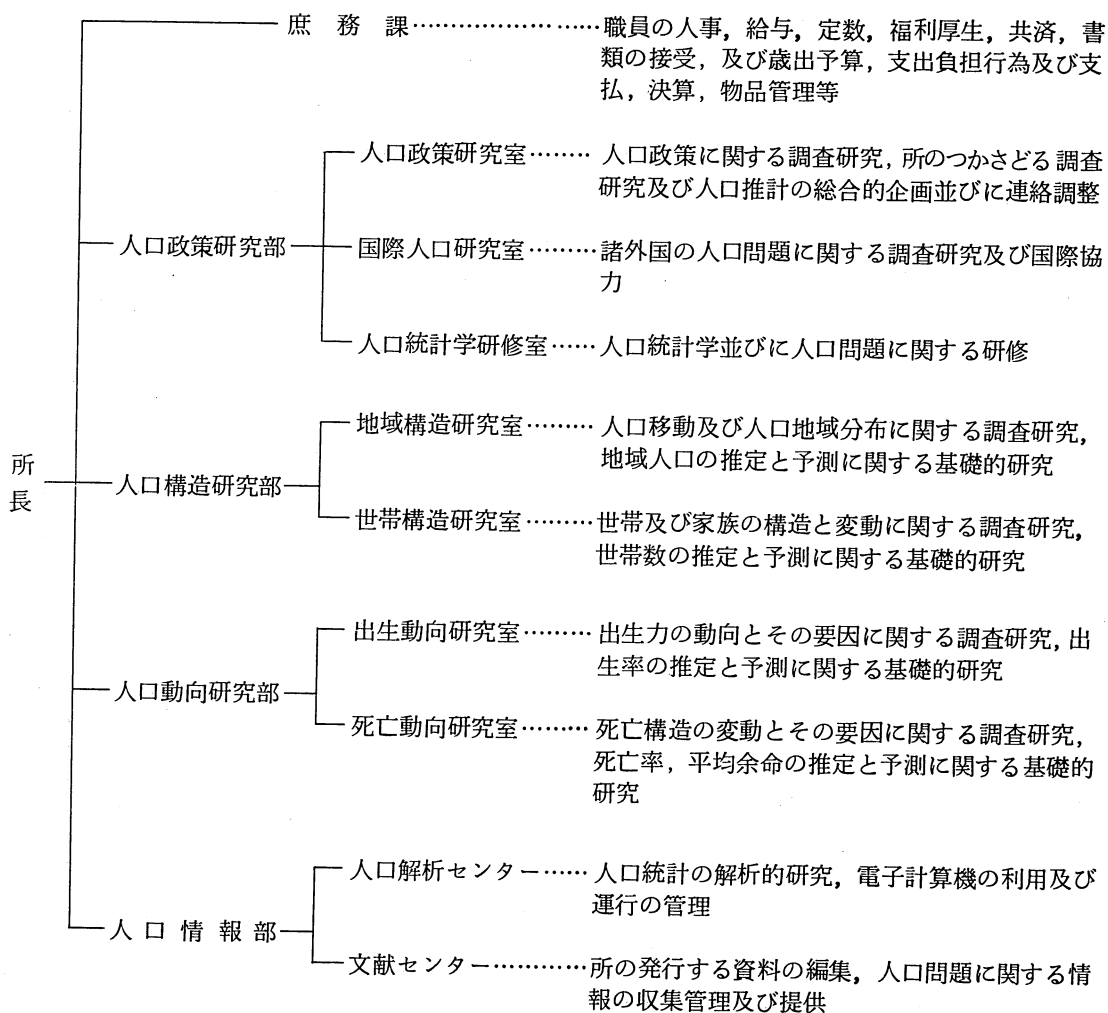 庶務課…………………職員の人事，給与，定数，福利厚生，共済，書
類の接受，及び歳出予算，支出負担行為及び支
払，決算，物品管理等
人口政策研究室……… 人口政策に関する調査研究，所のつかさどる調査
研究及び人口推計の総合的企画並びに連絡調整
人口政策研究部
国際人口研究室………諸外国の人口問題に関する調査研究及び国際協
力
人口統計学研修室……人口統計学並びに人口問題に関する研修
所長
地域構造研究室………人口移動及び人口地域分布に関する調査研究，
地域人口の推定と予測に関する基礎的研究
人口構造研究部
世帯構造研究室………世帯及び家族の構造と変動に関する調査研究，
世帯数の推定と予測に関する基礎的研究
出生動向研究室………出生力の動向とその要因に関する調査研究，出
生率の推定と予測に関する基礎的研究
人口動向研究部
死亡動向研究室………死亡構造の変動とその要因に関する調査研究，
死亡率，平均余命の推定と予測に関する基礎的
研究
人口解析センター……人口統計の解析的研究，電子計算機の利用及び
運行の管理
人口情報部
文献センター…………所の発行する資料の編集，人口問題に関する情
報の収集管理及び提供